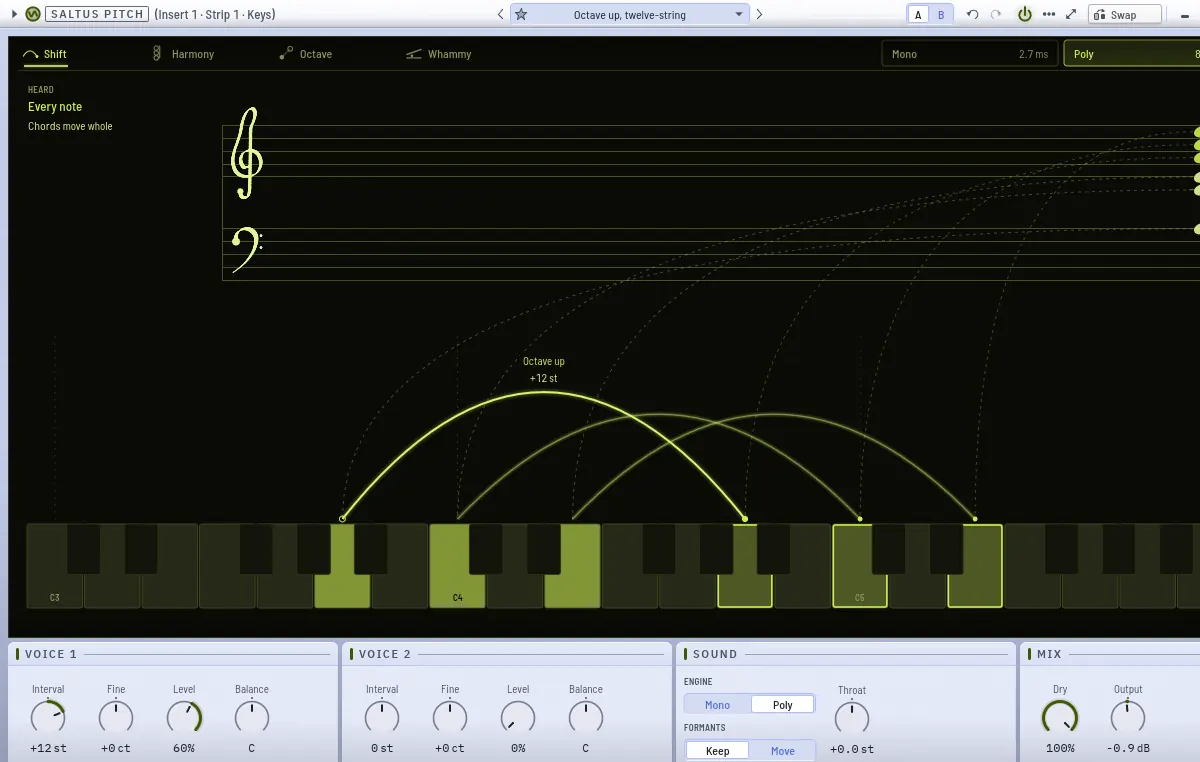 SALTUS PITCH (Insert 1 · Strip 1 · Keys) Octave up, twelve-string A B Swap
Shift Harmony Octave Whammy Mono 2.7 ms Poly 8
HEARD
Every note
Chords move whole
Octave up
+12 st
C3 C4 C5
VOICE 1 VOICE 2 SOUND MIX
Interval Fine Level Balance Interval Fine Level Balance ENGINE Throat Dry Output
Mono Poly
FORMANTS
+12 st +0 ct 60% C 0 st +0 ct 0% C Keep Move +0.0 st 100% -0.9 dB